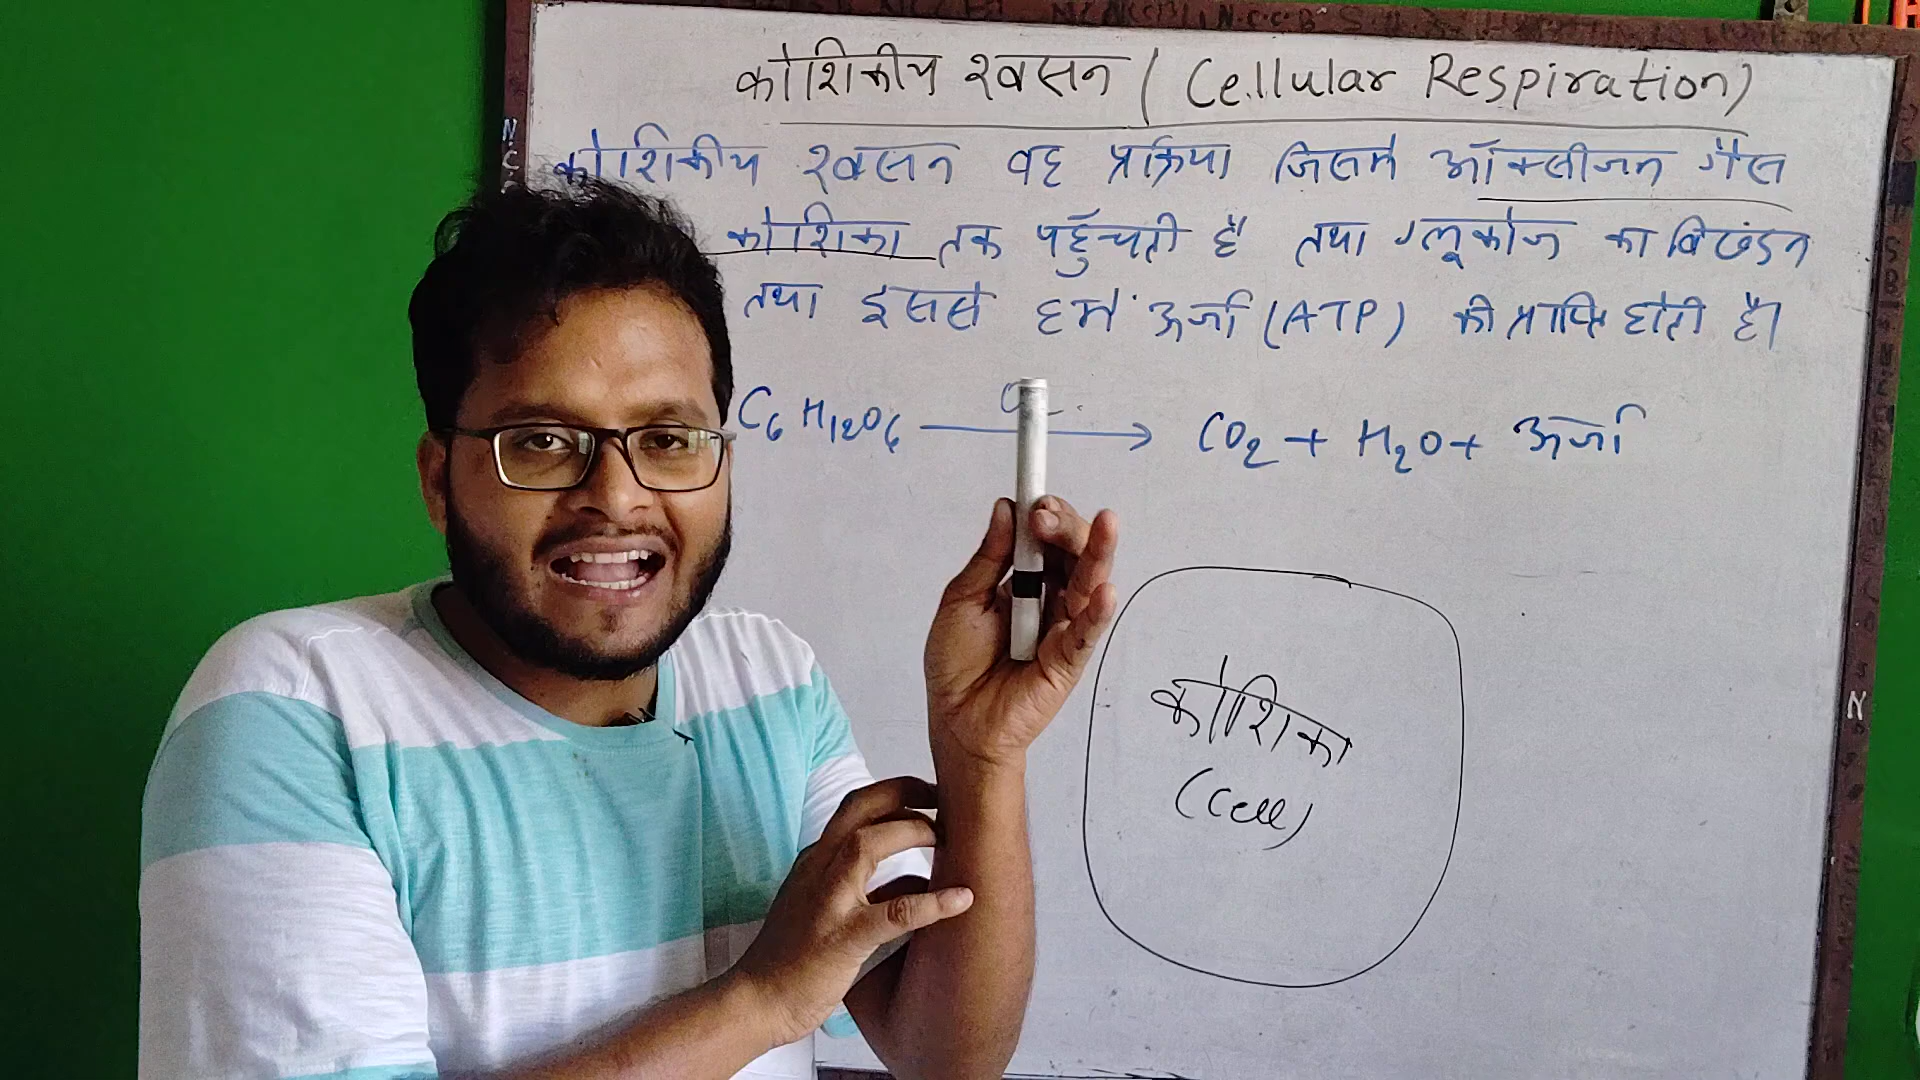 कोशिकीय श्वसन ( Cellular Respiration)
कोशिकीय श्वसन वह प्रक्रिया जिसमे ऑक्सीजन गैस
कोशिका तक पहुँचती है तथा ग्लूकोज का विखंडन
तथा इससे हमें ऊर्जा (ATP) की प्राप्ति होती है।
C₆H₁₂O₆ ⟶ CO₂ + H₂O + ऊर्जा
कोशिका
(Cell)